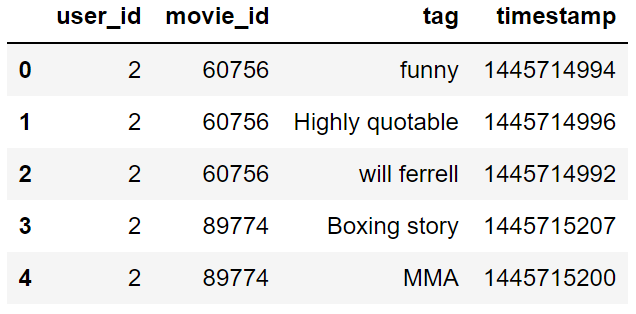 user_id movie_id tag timestamp
0 2 60756 funny 1445714994
1 2 60756 Highly quotable 1445714996
2 2 60756 will ferrell 1445714992
3 2 89774 Boxing story 1445715207
4 2 89774 MMA 1445715200